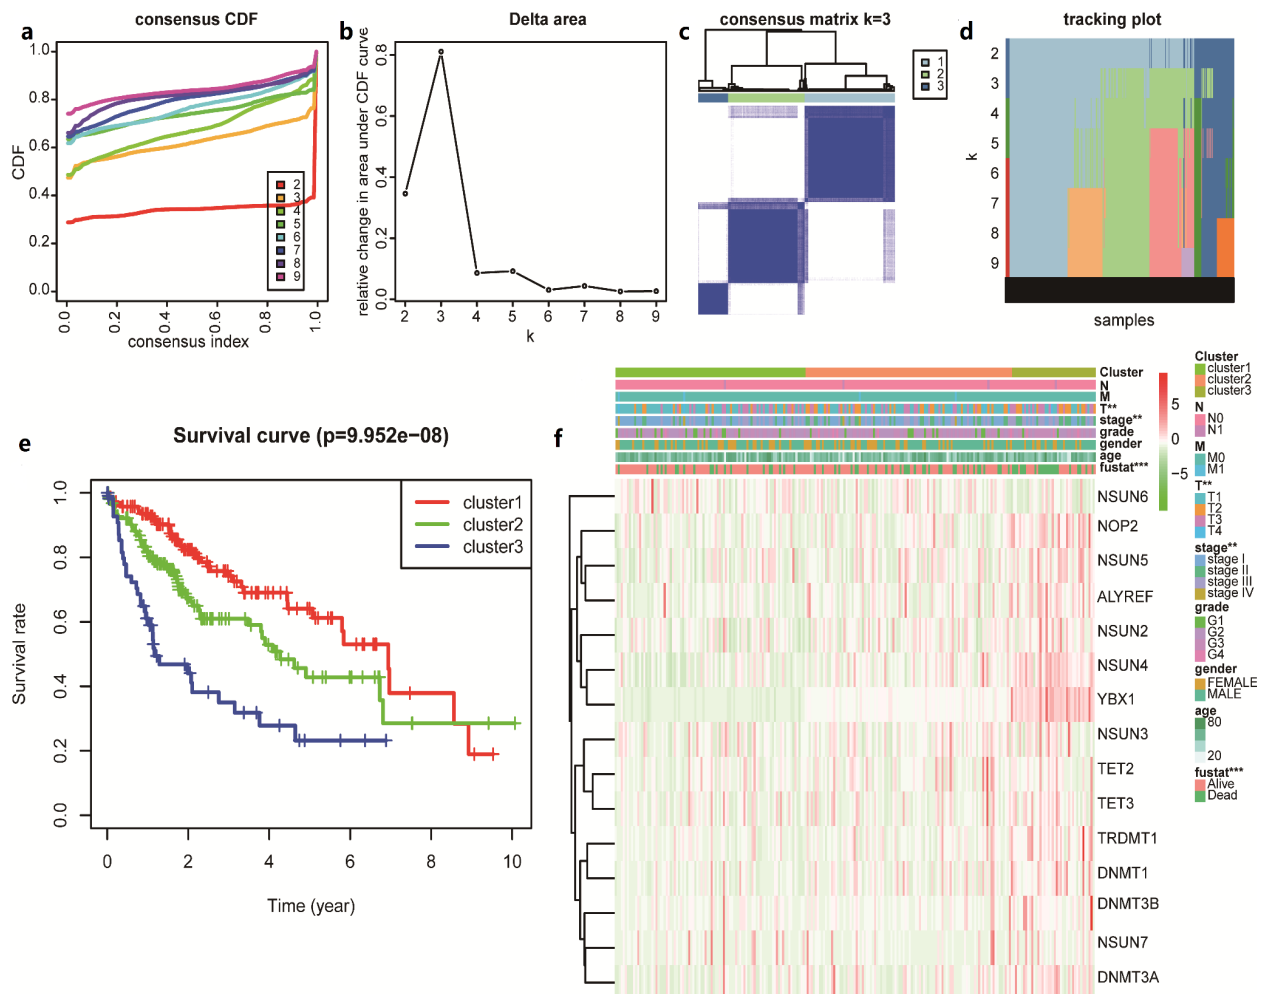 a
consensus CDF
CDF
1.0
0.8
0.6
0.4
0.2
0.0
0.0
0.2
0.4
0.6
0.8
1.0
consensus index
2
3
4
5
6
7
8
9
b
Delta area
relative change in area under CDF curve
0.8
0.6
0.4
0.2
0.0
2
3
4
5
6
7
8
9
k
c
consensus matrix k=3
1
2
3
d
tracking plot
k
2
3
4
5
6
7
8
9
samples
e
Survival curve (p=9.952e−08)
Survival rate
1.0
0.8
0.6
0.4
0.2
0.0
cluster1
cluster2
cluster3
0
2
4
6
8
10
Time (year)
f
Cluster
N
M
T**
stage**
grade
gender
age
fustat***
NSUN6
NOP2
NSUN5
ALYREF
NSUN2
NSUN4
YBX1
NSUN3
TET2
TET3
TRDMT1
DNMT1
DNMT3B
NSUN7
DNMT3A
5
0
−5
Cluster
cluster1
cluster2
cluster3
N
N0
N1
M
M0
M1
T**
T1
T2
T3
T4
stage**
stage I
stage II
stage III
stage IV
grade
G1
G2
G3
G4
gender
FEMALE
MALE
age
80
20
fustat***
Alive
Dead